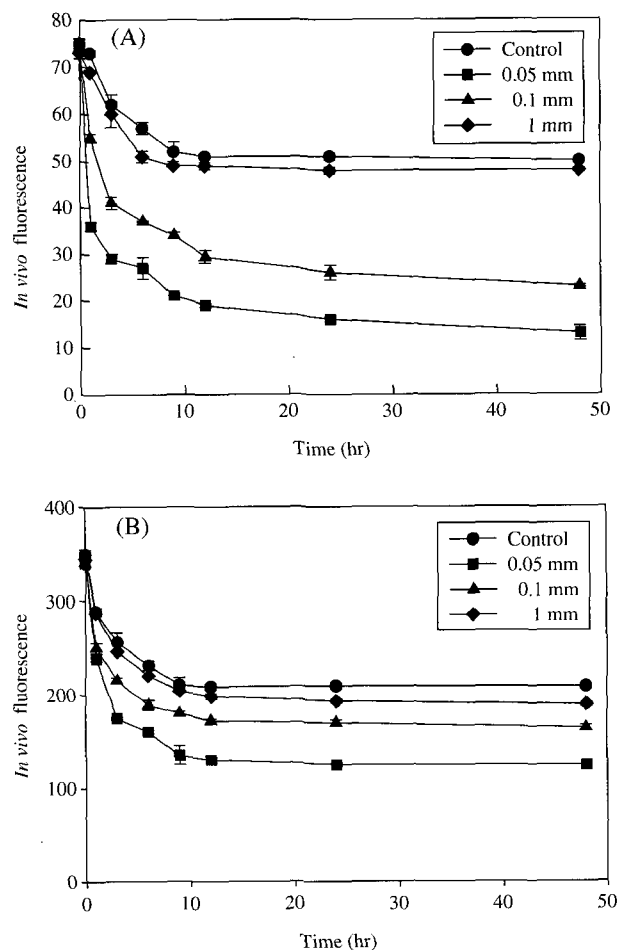 (A)
Control
0.05 mm
0.1 mm
1 mm
80
70
60
50
40
30
20
10
0
In vivo fluorescence
0 10 20 30 40 50
Time (hr)
(B)
Control
0.05 mm
0.1 mm
1 mm
400
300
200
100
0
In vivo fluorescence
0 10 20 30 40 50
Time (hr)